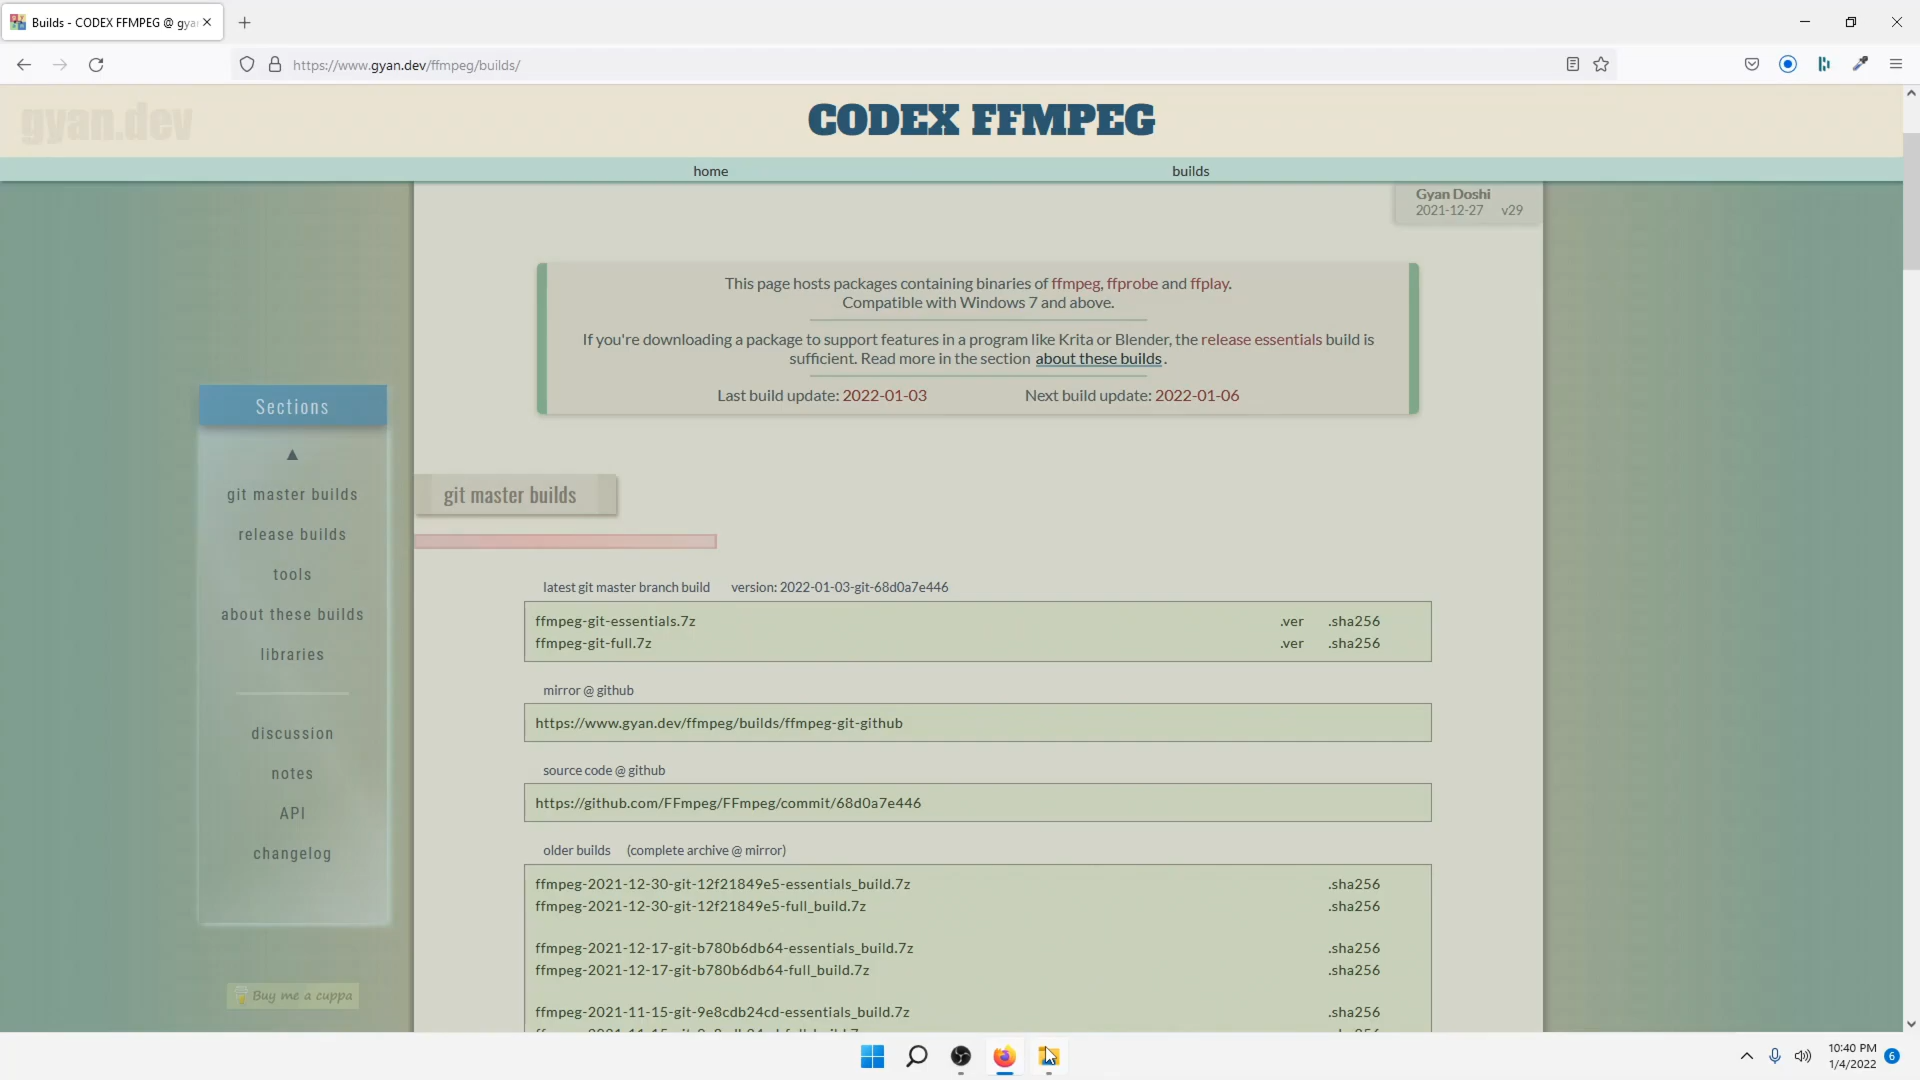 Builds - CODEX FFMPEG @ gya
https://www.gyan.dev/ffmpeg/builds/
gyan.dev
CODEX FFMPEG
home
builds
Gyan Doshi
2021-12-27 v29
This page hosts packages containing binaries of ffmpeg, ffprobe and ffplay.
Compatible with Windows 7 and above.
If you're downloading a package to support features in a program like Krita or Blender, the release essentials build is
sufficient. Read more in the section about these builds.
Last build update: 2022-01-03 Next build update: 2022-01-06
Sections
▲
git master builds
release builds
tools
about these builds
libraries
discussion
notes
API
changelog
Buy me a cuppa
git master builds
latest git master branch build version: 2022-01-03-git-68d0a7e446
ffmpeg-git-essentials.7z .ver .sha256
ffmpeg-git-full.7z .ver .sha256
mirror @ github
https://www.gyan.dev/ffmpeg/builds/ffmpeg-git-github
source code @ github
https://github.com/FFmpeg/FFmpeg/commit/68d0a7e446
older builds (complete archive @ mirror)
ffmpeg-2021-12-30-git-12f21849e5-essentials_build.7z .sha256
ffmpeg-2021-12-30-git-12f21849e5-full_build.7z .sha256
ffmpeg-2021-12-17-git-b780b6db64-essentials_build.7z .sha256
ffmpeg-2021-12-17-git-b780b6db64-full_build.7z .sha256
ffmpeg-2021-11-15-git-9e8cdb24cd-essentials_build.7z .sha256
10:40 PM
1/4/2022
6